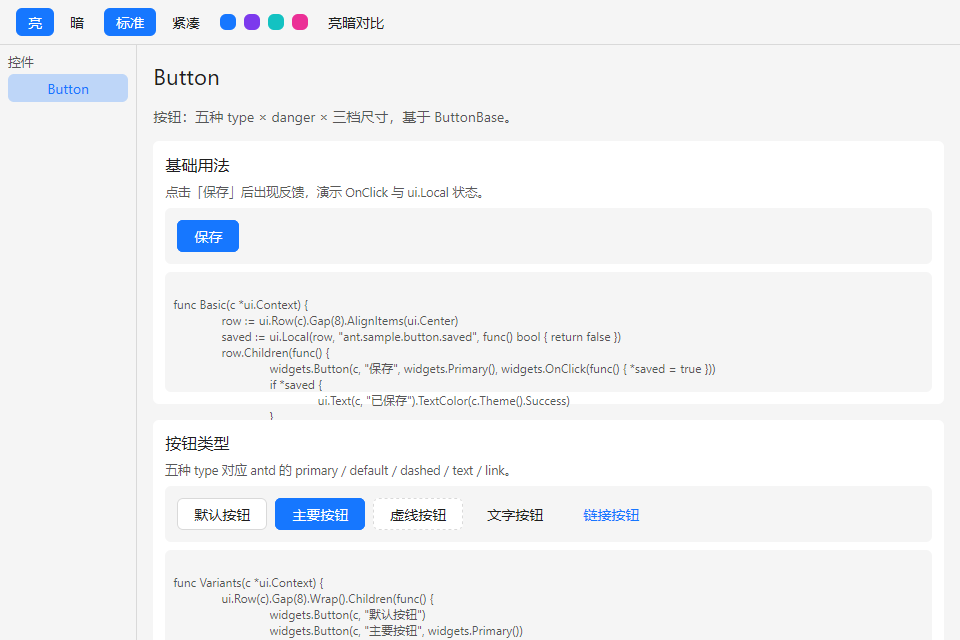 亮 暗 标准 紧凑 亮暗对比
控件
Button
Button
按钮：五种 type × danger × 三档尺寸，基于 ButtonBase。
基础用法
点击「保存」后出现反馈，演示 OnClick 与 ui.Local 状态。
保存
func Basic(c *ui.Context) {
row := ui.Row(c).Gap(8).AlignItems(ui.Center)
saved := ui.Local(row, "ant.sample.button.saved", func() bool { return false })
row.Children(func() {
widgets.Button(c, "保存", widgets.Primary(), widgets.OnClick(func() { *saved = true }))
if *saved {
ui.Text(c, "已保存").TextColor(c.Theme().Success)
}
按钮类型
五种 type 对应 antd 的 primary / default / dashed / text / link。
默认按钮 主要按钮 虚线按钮 文字按钮 链接按钮
func Variants(c *ui.Context) {
ui.Row(c).Gap(8).Wrap().Children(func() {
widgets.Button(c, "默认按钮")
widgets.Button(c, "主要按钮", widgets.Primary())